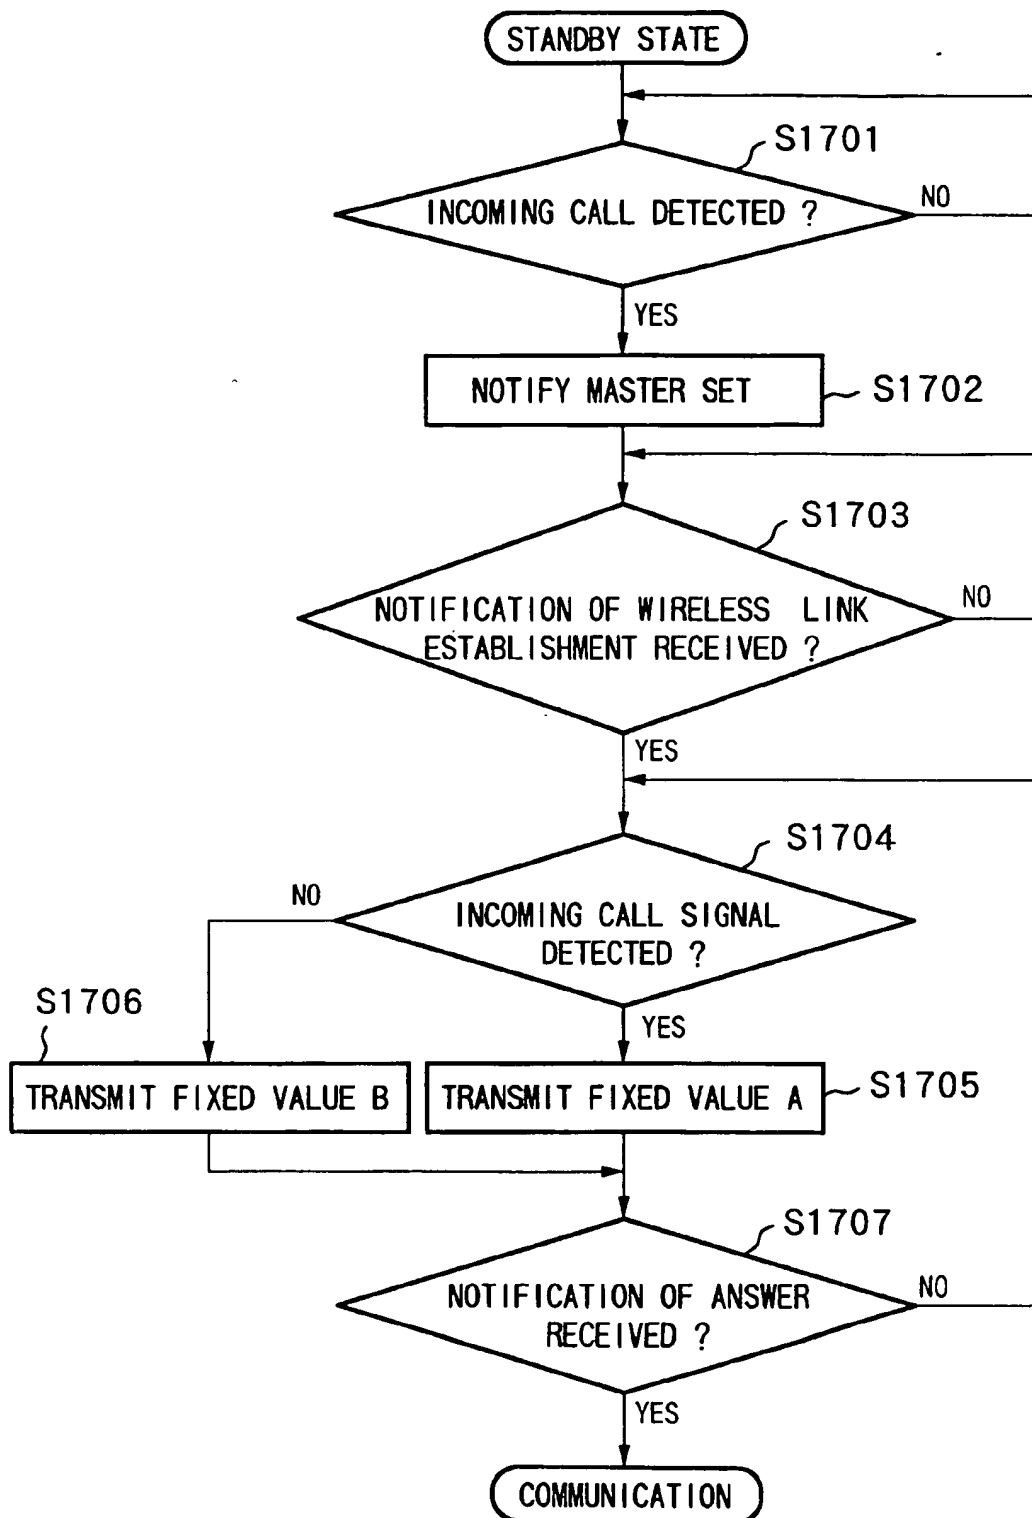 STANDBY STATE
S1701
INCOMING CALL DETECTED ?
NO
YES
NOTIFY MASTER SET
S1702
S1703
NOTIFICATION OF WIRELESS LINK
ESTABLISHMENT RECEIVED ?
NO
YES
S1704
NO
INCOMING CALL SIGNAL
DETECTED ?
S1706
YES
TRANSMIT FIXED VALUE B
TRANSMIT FIXED VALUE A
S1705
S1707
NOTIFICATION OF ANSWER
RECEIVED ?
NO
YES
COMMUNICATION